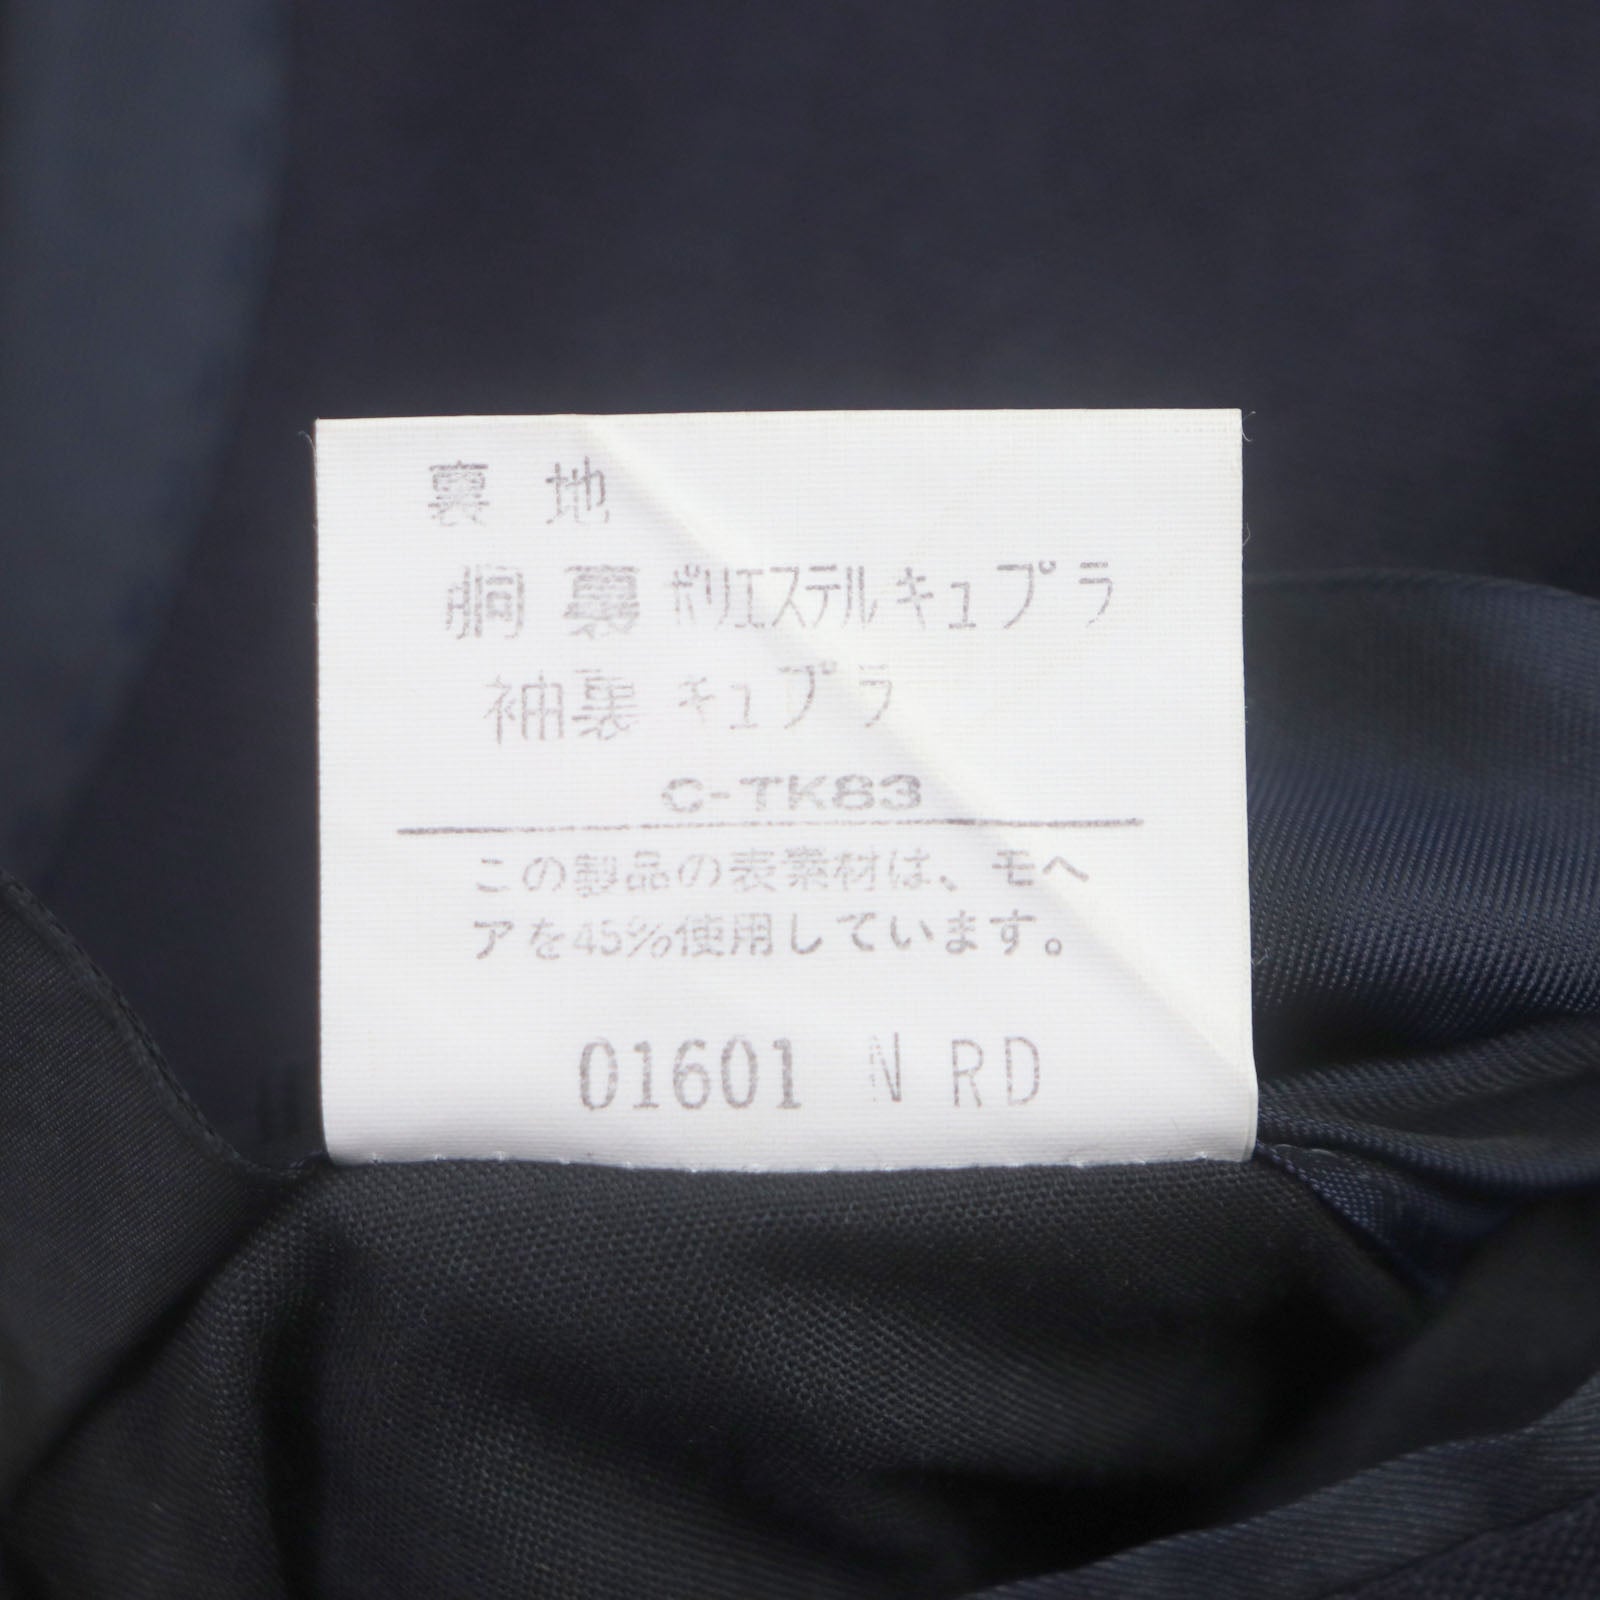 裏地
胴裏 ポリエステル キュプラ
袖裏 キュプラ
C-TK83
この製品の表素材は、モヘ
アを45%使用しています。
01601 N RD